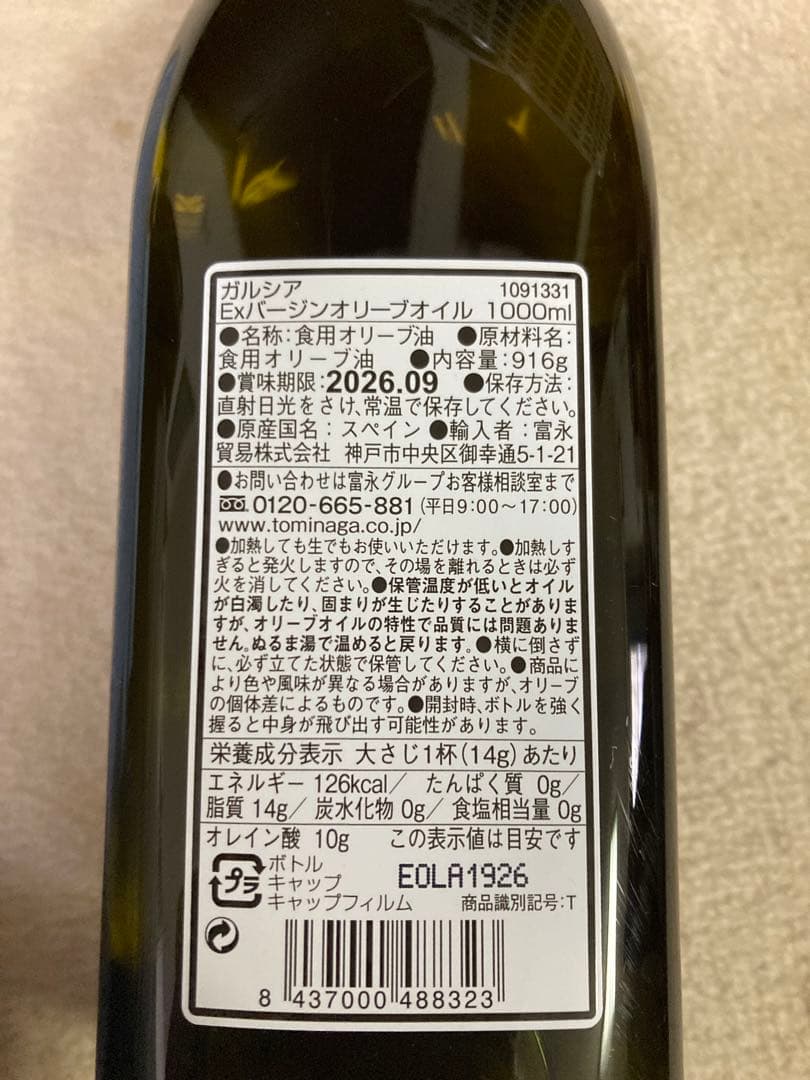 ガルシア 1091331
Exバージンオリーブオイル 1000ml
●名称:食用オリーブ油 ●原材料名:
食用オリーブ油 ●内容量:916g
●賞味期限:2026.09 ●保存方法:
直射日光をさけ、常温で保存してください。
●原産国名:スペイン ●輸入者:富永
貿易株式会社 神戸市中央区御幸通5-1-21
●お問い合わせは富永グループお客様相談室まで
0120-665-881(平日9:00〜17:00)
www.tominaga.co.jp/
●加熱しても生でもお使いいただけます。●加熱しす
ぎると発火しますので、その場を離れるときは必ず
火を消してください。●保管温度が低いとオイル
が白濁したり、固まりが生じたりすることがありま
すが、オリーブオイルの特性で品質には問題ありま
せん。ぬるま湯で温めると戻ります。●横に倒さず
に、必ず立てた状態で保管してください。●商品に
より色や風味が異なる場合がありますが、オリーブ
の個体差によるものです。●開封時、ボトルを強く
握ると中身が飛び出す可能性があります。
栄養成分表示 大さじ1杯(14g)あたり
エネルギー 126kcal/ たんぱく質 0g/
脂質 14g/ 炭水化物 0g/ 食塩相当量 0g
オレイン酸 10g この表示値は目安です
プラ ボトル
キャップ EOLA1926
キャップフィルム 商品識別記号:T
8 437000 488323